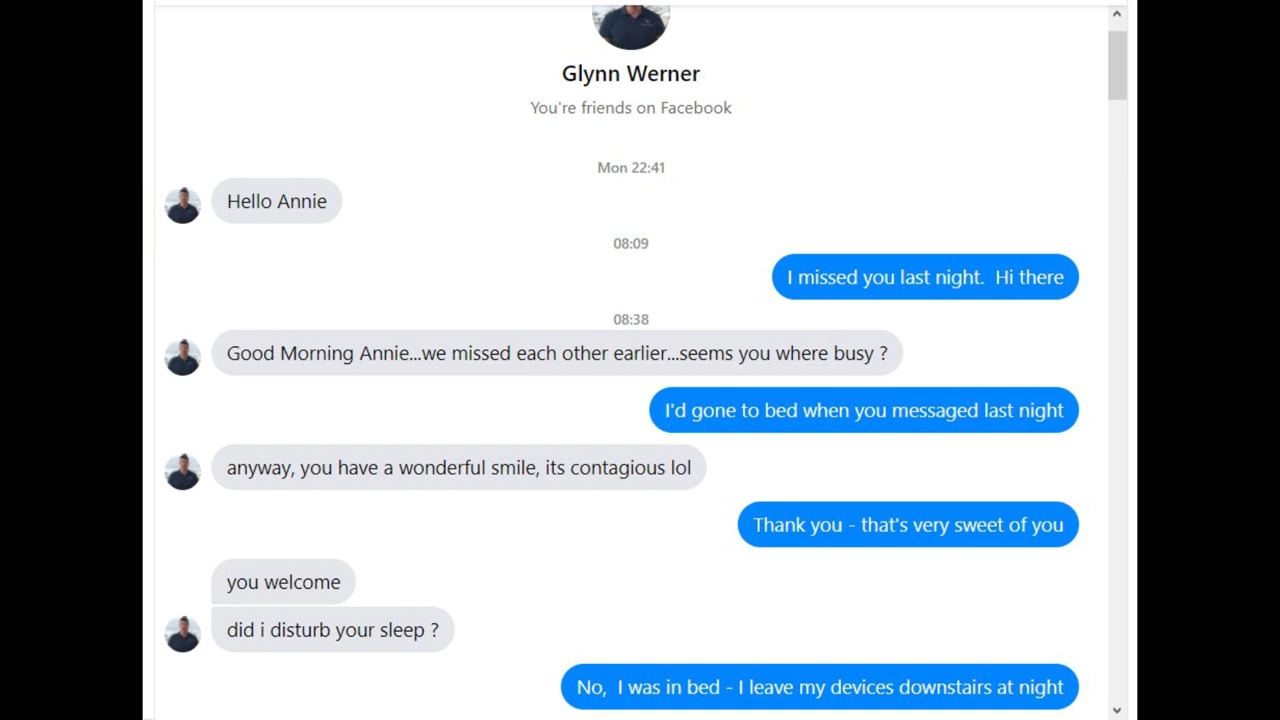 Glynn Werner
You're friends on Facebook
Mon 22:41
Hello Annie
08:09
I missed you last night.  Hi there
08:38
Good Morning Annie...we missed each other earlier...seems you where busy ?
I'd gone to bed when you messaged last night
anyway, you have a wonderful smile, its contagious lol
Thank you - that's very sweet of you
you welcome
did i disturb your sleep ?
No,  I was in bed - I leave my devices downstairs at night